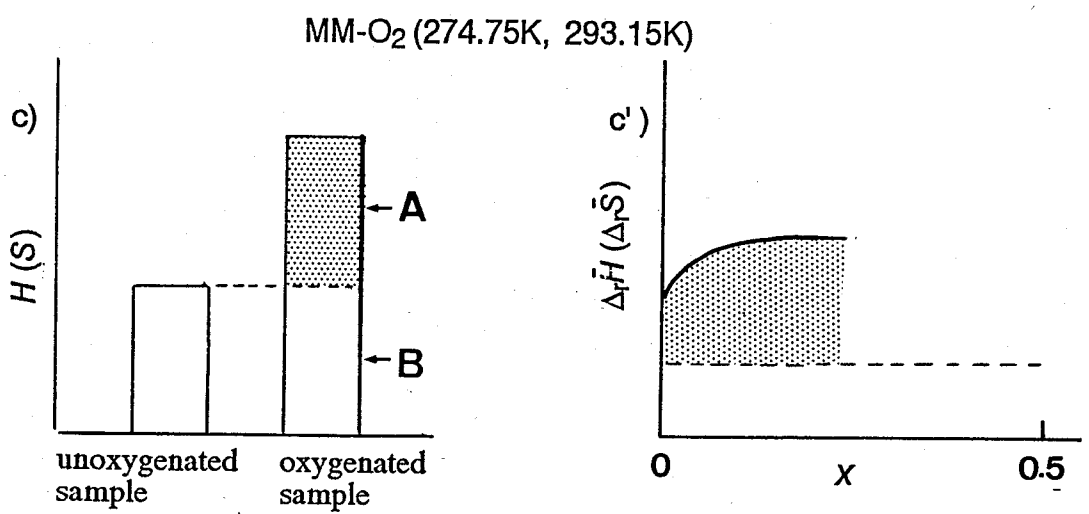 MM-O₂ (274.75K, 293.15K)
c)
H (S)
A
B
unoxygenated
sample
oxygenated
sample
c')
ΔrH̄ (ΔrS̄)
0
x
0.5